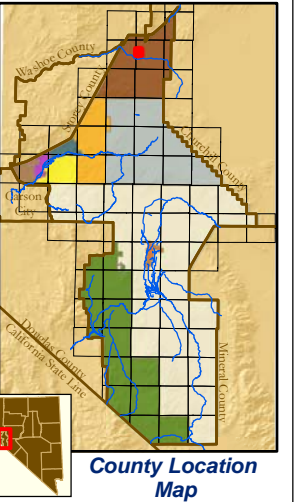 Washoe County
Storey County
Churchill County
Carson
City
Douglas County
California State Line
Mineral County
County Location
Map